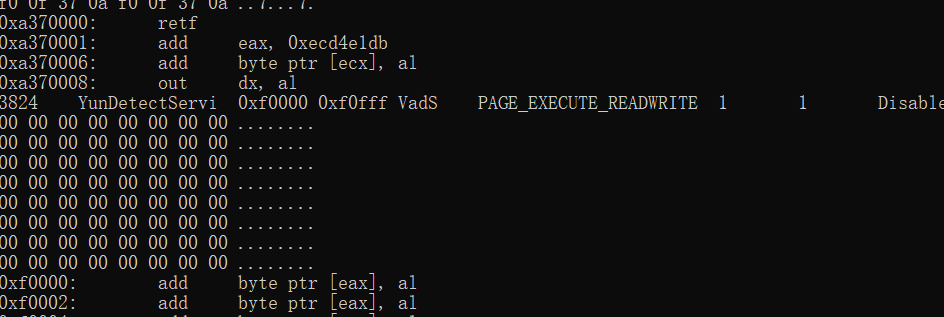 f0 0f 37 0a f0 0f 37 0a ..7...7.
0xa370000: retf
0xa370001: add eax, 0xecd4e1db
0xa370006: add byte ptr [ecx], al
0xa370008: out dx, al
3824 YunDetectServi 0xf0000 0xf0fff VadS PAGE_EXECUTE_READWRITE 1 1 Disable
00 00 00 00 00 00 00 00 ........
00 00 00 00 00 00 00 00 ........
00 00 00 00 00 00 00 00 ........
00 00 00 00 00 00 00 00 ........
00 00 00 00 00 00 00 00 ........
00 00 00 00 00 00 00 00 ........
00 00 00 00 00 00 00 00 ........
00 00 00 00 00 00 00 00 ........
0xf0000: add byte ptr [eax], al
0xf0002: add byte ptr [eax], al